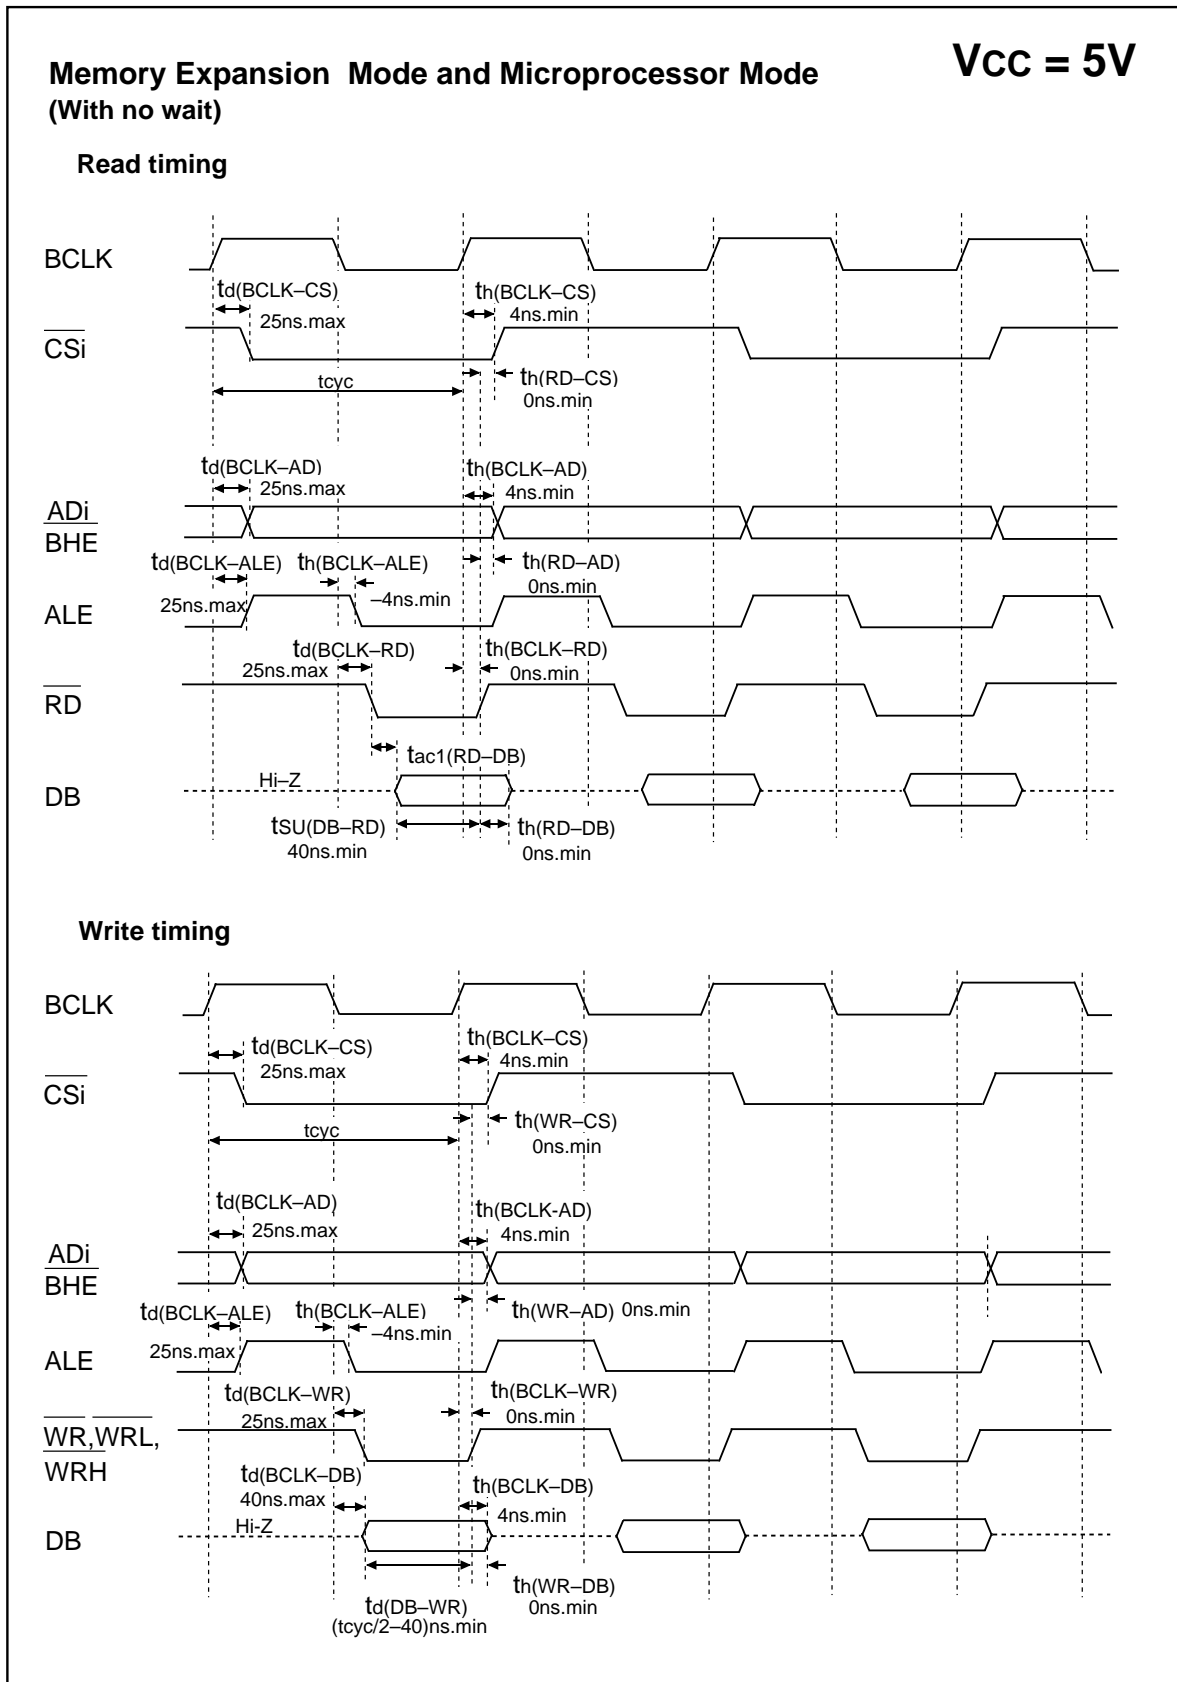 Memory Expansion  Mode and Microprocessor Mode
VCC = 5V
(With no wait)
Read timing
BCLK
td(BCLK–CS)
25ns.max
th(BCLK–CS)
4ns.min
CSi
tcyc
th(RD–CS)
0ns.min
td(BCLK–AD)
25ns.max
th(BCLK–AD)
4ns.min
ADi
BHE
td(BCLK–ALE)
25ns.max
th(BCLK–ALE)
–4ns.min
th(RD–AD)
0ns.min
ALE
td(BCLK–RD)
25ns.max
th(BCLK–RD)
0ns.min
RD
tac1(RD–DB)
Hi–Z
DB
tSU(DB–RD)
40ns.min
th(RD–DB)
0ns.min
Write timing
BCLK
td(BCLK–CS)
25ns.max
th(BCLK–CS)
4ns.min
CSi
tcyc
th(WR–CS)
0ns.min
td(BCLK–AD)
25ns.max
th(BCLK-AD)
4ns.min
ADi
BHE
td(BCLK–ALE)
25ns.max
th(BCLK–ALE)
–4ns.min
th(WR–AD) 0ns.min
ALE
td(BCLK–WR)
25ns.max
th(BCLK–WR)
0ns.min
WR,WRL,
WRH
td(BCLK–DB)
40ns.max
th(BCLK–DB)
4ns.min
Hi-Z
DB
td(DB–WR)
(tcyc/2–40)ns.min
th(WR–DB)
0ns.min